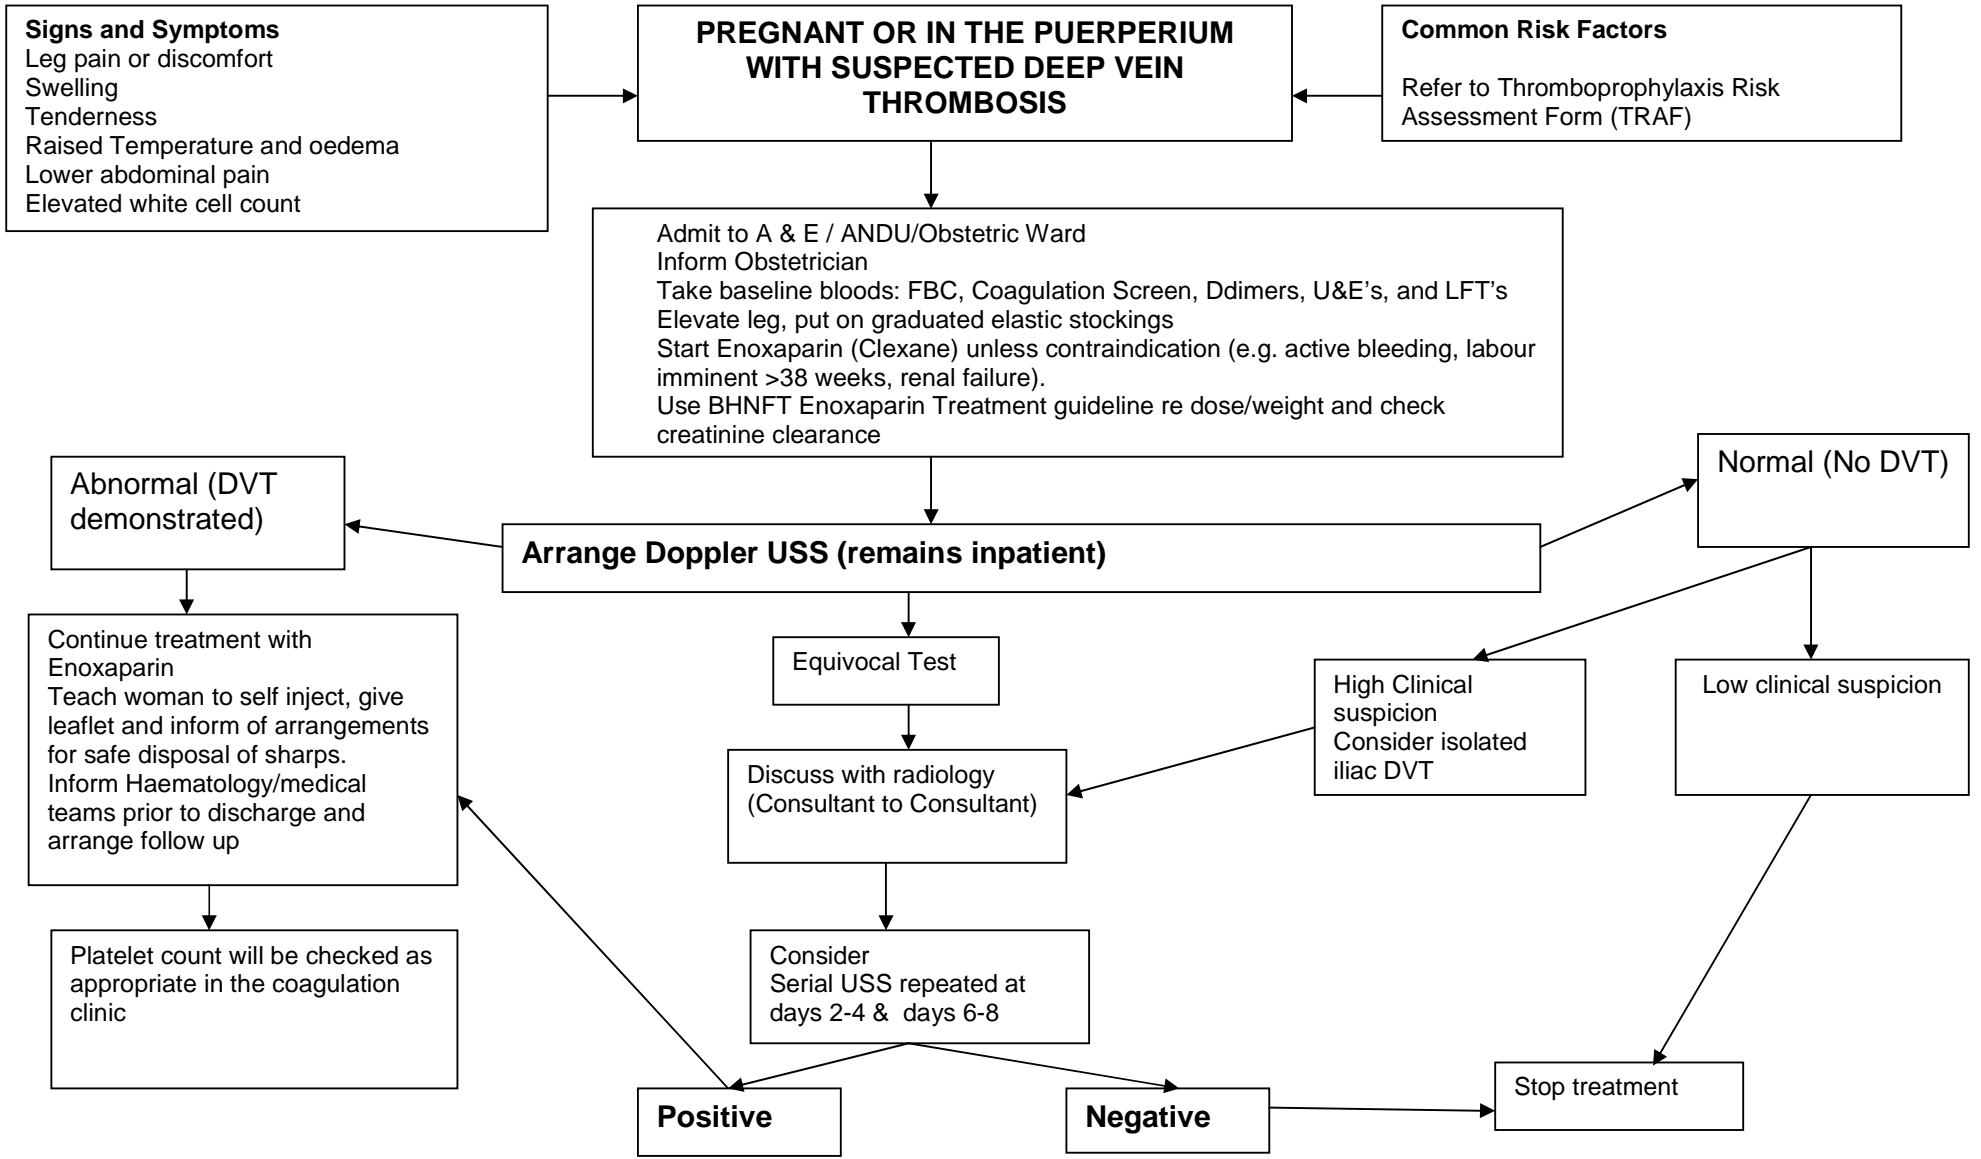 Signs and Symptoms
Leg pain or discomfort
Swelling
Tenderness
Raised Temperature and oedema
Lower abdominal pain
Elevated white cell count
PREGNANT OR IN THE PUERPERIUM
WITH SUSPECTED DEEP VEIN
THROMBOSIS
Common Risk Factors
Refer to Thromboprophylaxis Risk
Assessment Form (TRAF)
Admit to A & E / ANDU/Obstetric Ward
Inform Obstetrician
Take baseline bloods: FBC, Coagulation Screen, Ddimers, U&E’s, and LFT’s
Elevate leg, put on graduated elastic stockings
Start Enoxaparin (Clexane) unless contraindication (e.g. active bleeding, labour
imminent >38 weeks, renal failure).
Use BHNFT Enoxaparin Treatment guideline re dose/weight and check
creatinine clearance
Abnormal (DVT
demonstrated)
Normal (No DVT)
Arrange Doppler USS (remains inpatient)
Continue treatment with
Enoxaparin
Teach woman to self inject, give
leaflet and inform of arrangements
for safe disposal of sharps.
Inform Haematology/medical
teams prior to discharge and
arrange follow up
Equivocal Test
High Clinical
suspicion
Consider isolated
iliac DVT
Low clinical suspicion
Discuss with radiology
(Consultant to Consultant)
Platelet count will be checked as
appropriate in the coagulation
clinic
Consider
Serial USS repeated at
days 2-4 &  days 6-8
Positive
Negative
Stop treatment